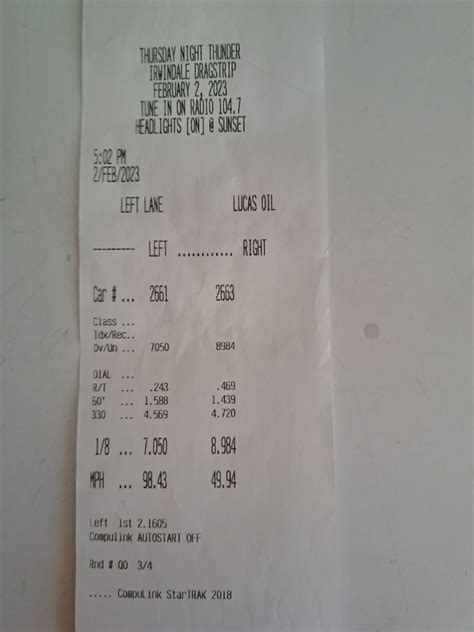 THURSDAY NIGHT THUNDER
IRWINDALE DRAGSTRIP
FEBRUARY 2, 2023
TUNE IN ON RADIO 104.7
HEADLIGHTS [ON] @ SUNSET
5:02 PM
2/FEB/2023
LEFT LANE LUCAS OIL
--------- LEFT ............ RIGHT
Car # ... 2661 2663
Class ...
Idx/Rec..
Ov/Un ... 7050 8984
DIAL ...
R/T ... .243 .469
60' ... 1.588 1.439
330 ... 4.569 4.720
1/8 ... 7.050 8.984
MPH ... 98.43 49.94
Left 1st 2.1605
Compulink AUTOSTART OFF
Rnd # QD 3/4
..... CompuLink StarTRAK 2018